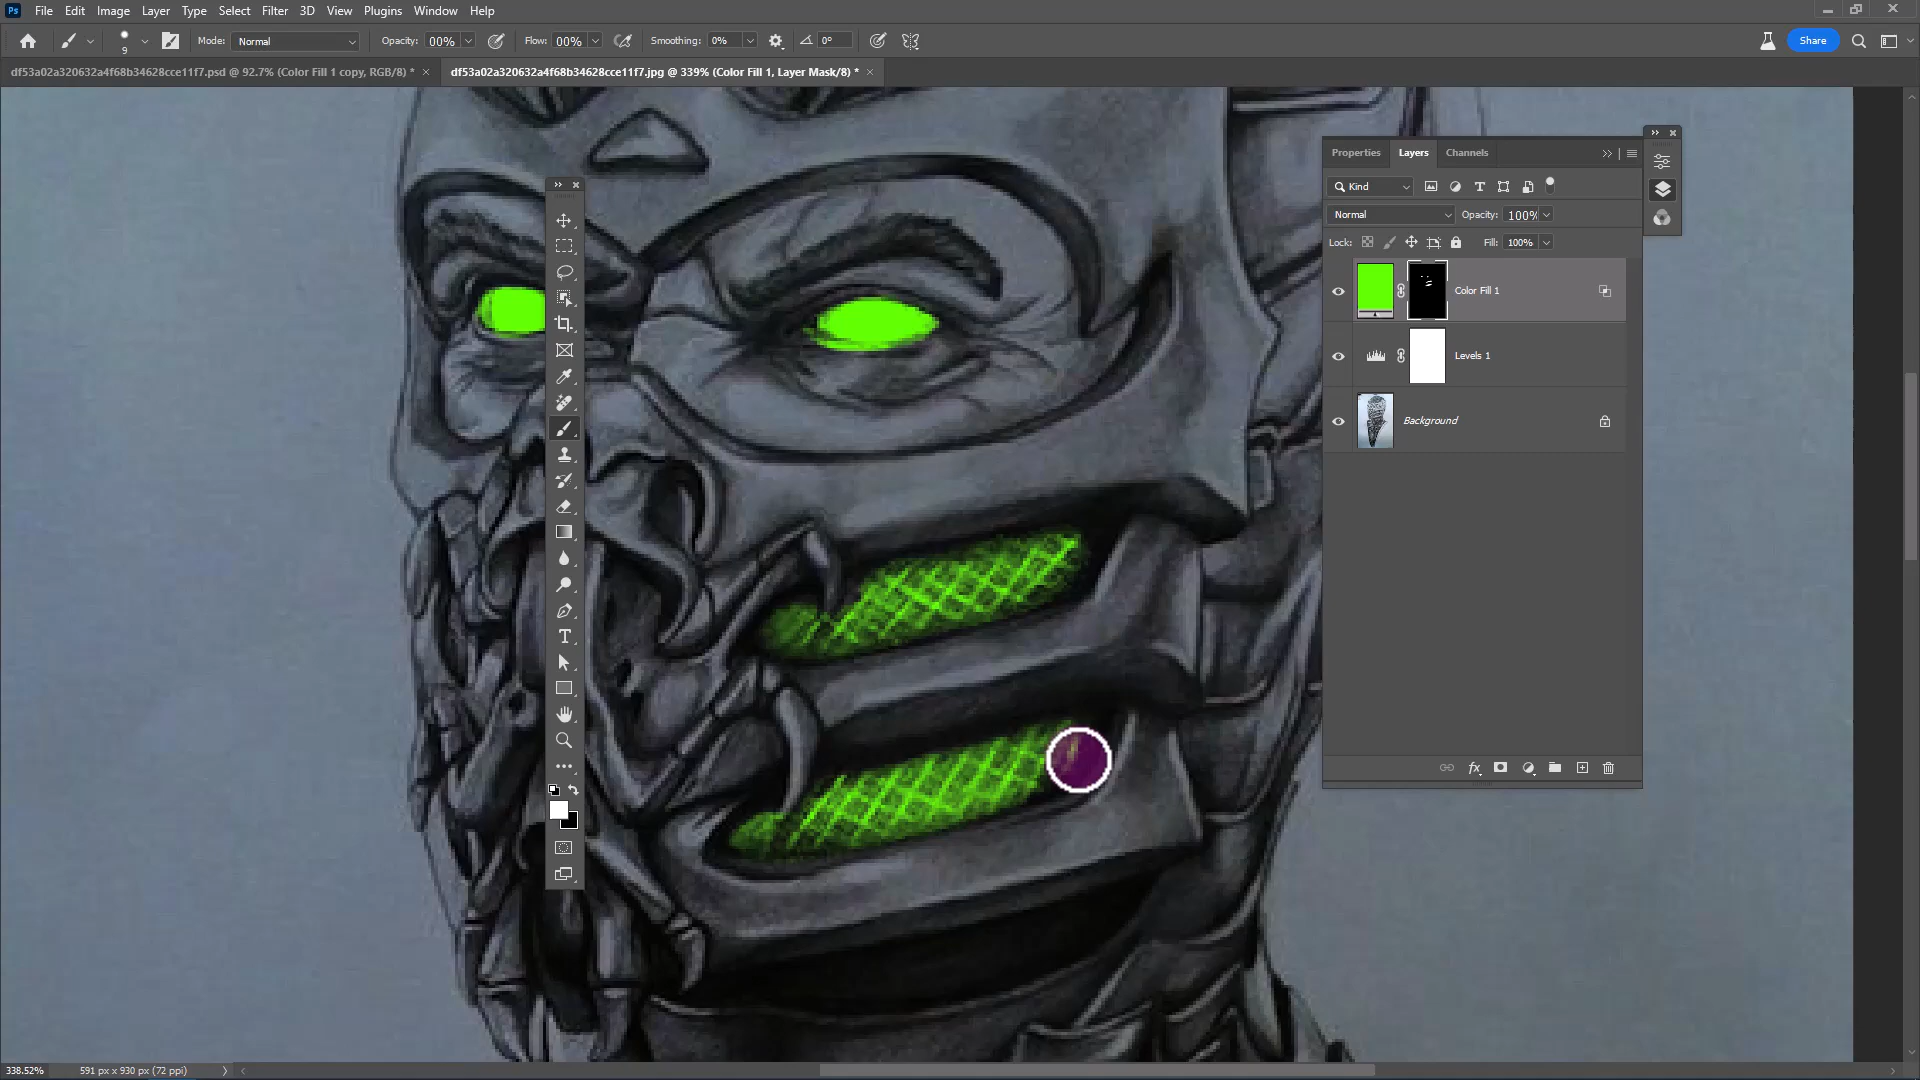 Ps File Edit Image Layer Type Select Filter 3D View Plugins Window Help
9 Mode: Normal Opacity: 00% Flow: 00% Smoothing: 0% 0° Share
df53a02a320632a4f68b34628cce11f7.psd @ 92.7% (Color Fill 1 copy, RGB/8) * × df53a02a320632a4f68b34628cce11f7.jpg @ 339% (Color Fill 1, Layer Mask/8) * ×
Properties Layers Channels
Kind
Normal Opacity: 100%
Lock: Fill: 100%
Color Fill 1
Levels 1
Background
fx
338.52% 591 px x 930 px (72 ppi)